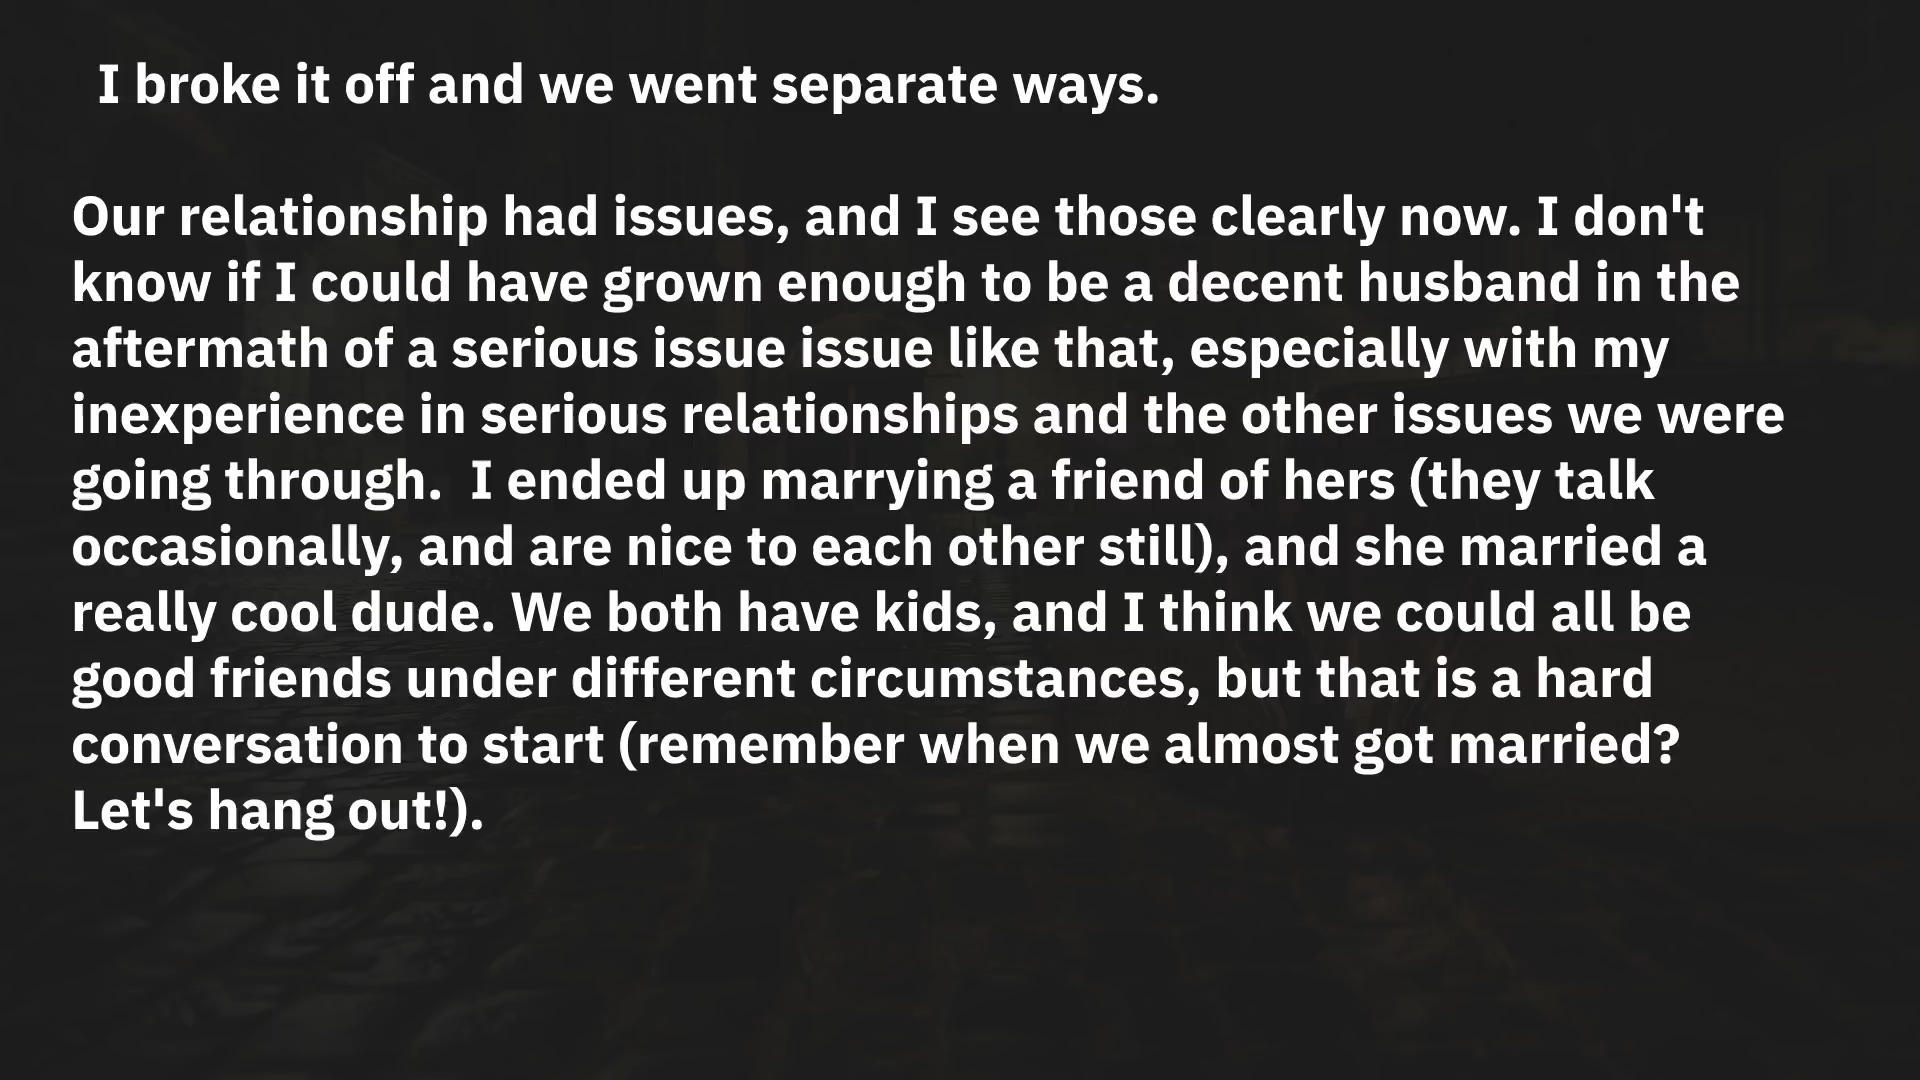 I broke it off and we went separate ways.
Our relationship had issues, and I see those clearly now. I don't
know if I could have grown enough to be a decent husband in the
aftermath of a serious issue issue like that, especially with my
inexperience in serious relationships and the other issues we were
going through.  I ended up marrying a friend of hers (they talk
occasionally, and are nice to each other still), and she married a
really cool dude. We both have kids, and I think we could all be
good friends under different circumstances, but that is a hard
conversation to start (remember when we almost got married?
Let's hang out!).